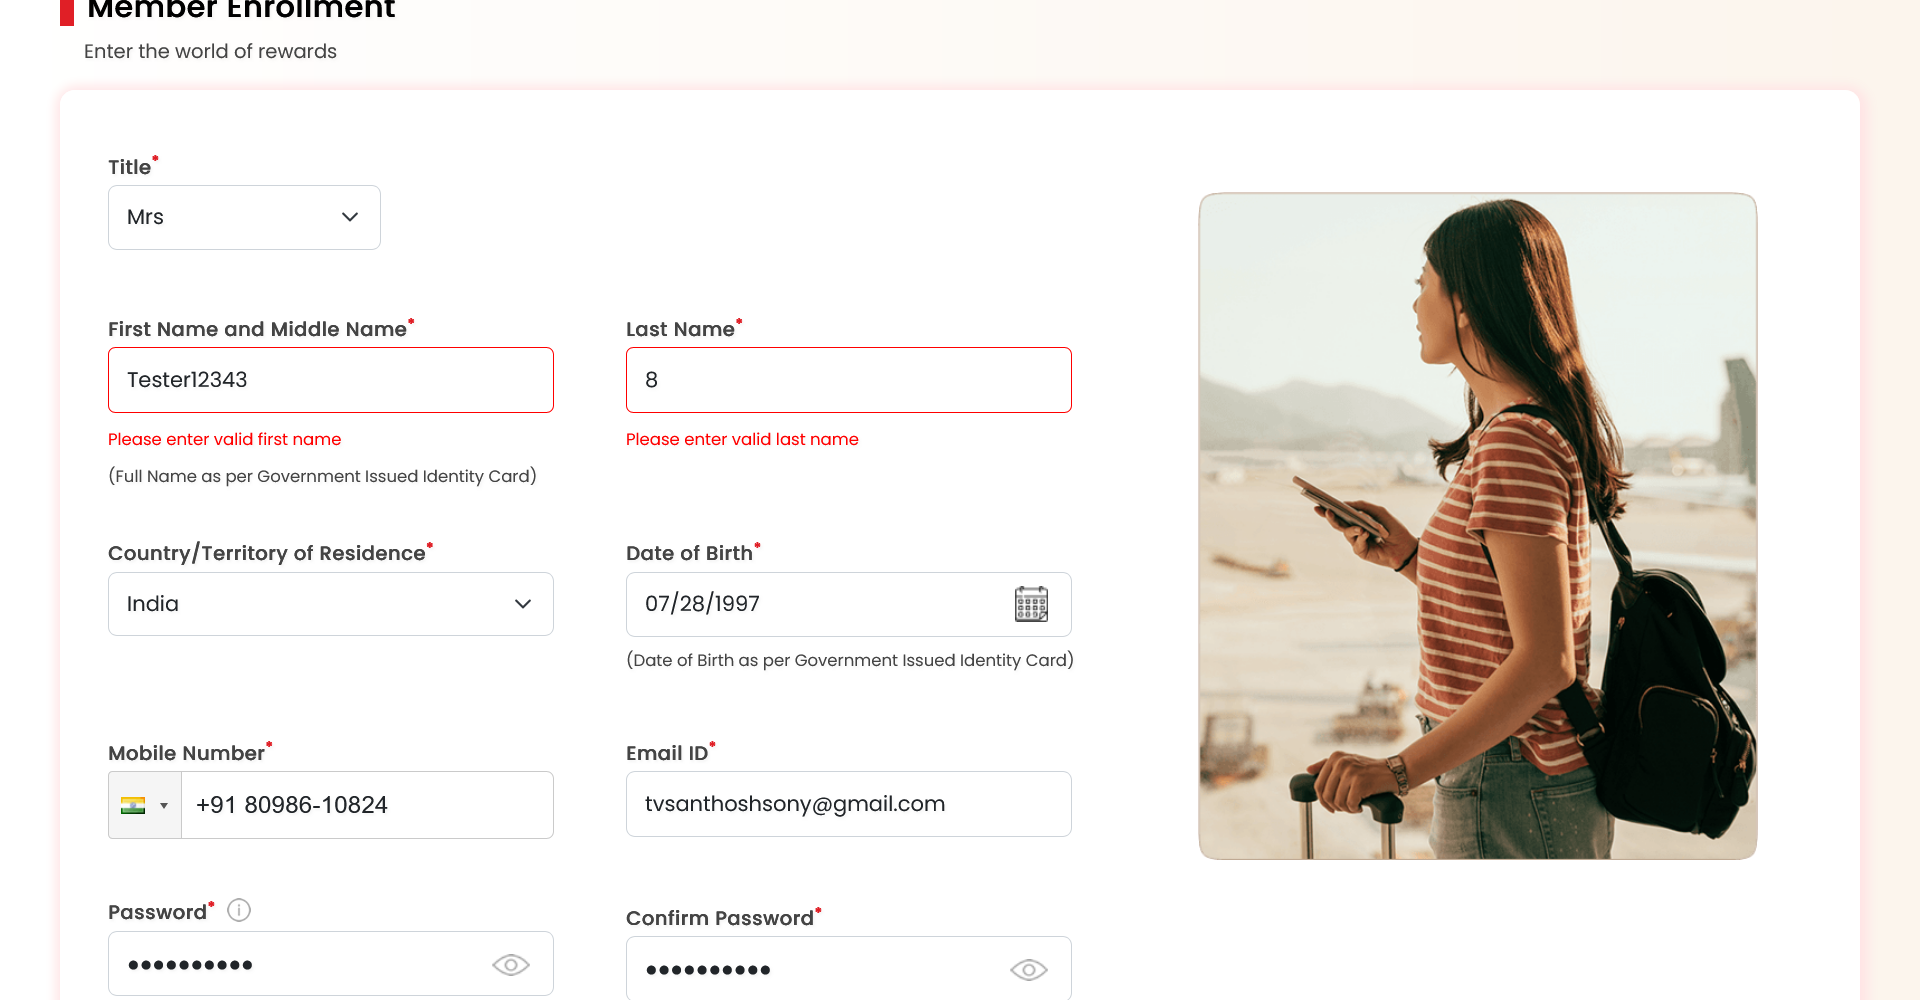 Member Enrollment
Enter the world of rewards
Title*
Mrs
First Name and Middle Name*
Last Name*
Tester12343
8
Please enter valid first name
Please enter valid last name
(Full Name as per Government Issued Identity Card)
Country/Territory of Residence*
Date of Birth*
India
07/28/1997
(Date of Birth as per Government Issued Identity Card)
Mobile Number*
Email ID*
+91 80986-10824
tvsanthoshsony@gmail.com
Password*
Confirm Password*
••••••••••
••••••••••